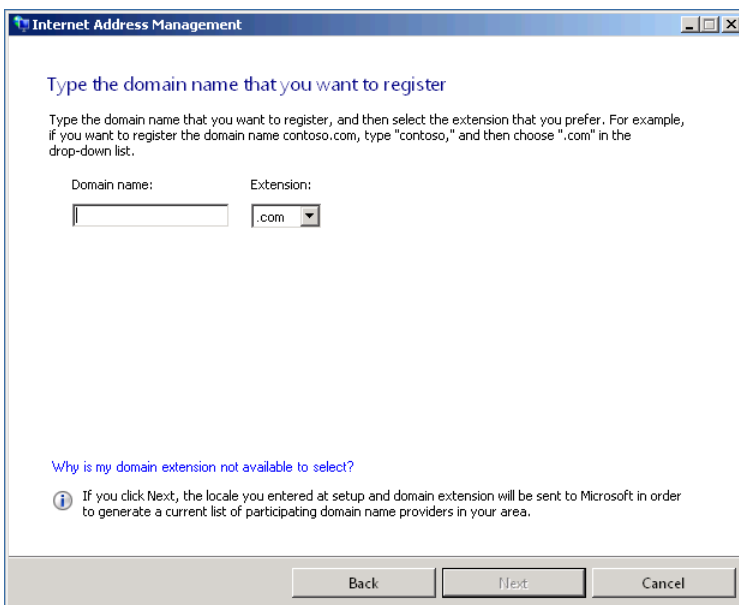 Internet Address Management
Type the domain name that you want to register
Type the domain name that you want to register, and then select the extension that you prefer. For example,
if you want to register the domain name contoso.com, type "contoso," and then choose ".com" in the
drop-down list.
Domain name: Extension:
.com
Why is my domain extension not available to select?
If you click Next, the locale you entered at setup and domain extension will be sent to Microsoft in order
to generate a current list of participating domain name providers in your area.
Back Next Cancel